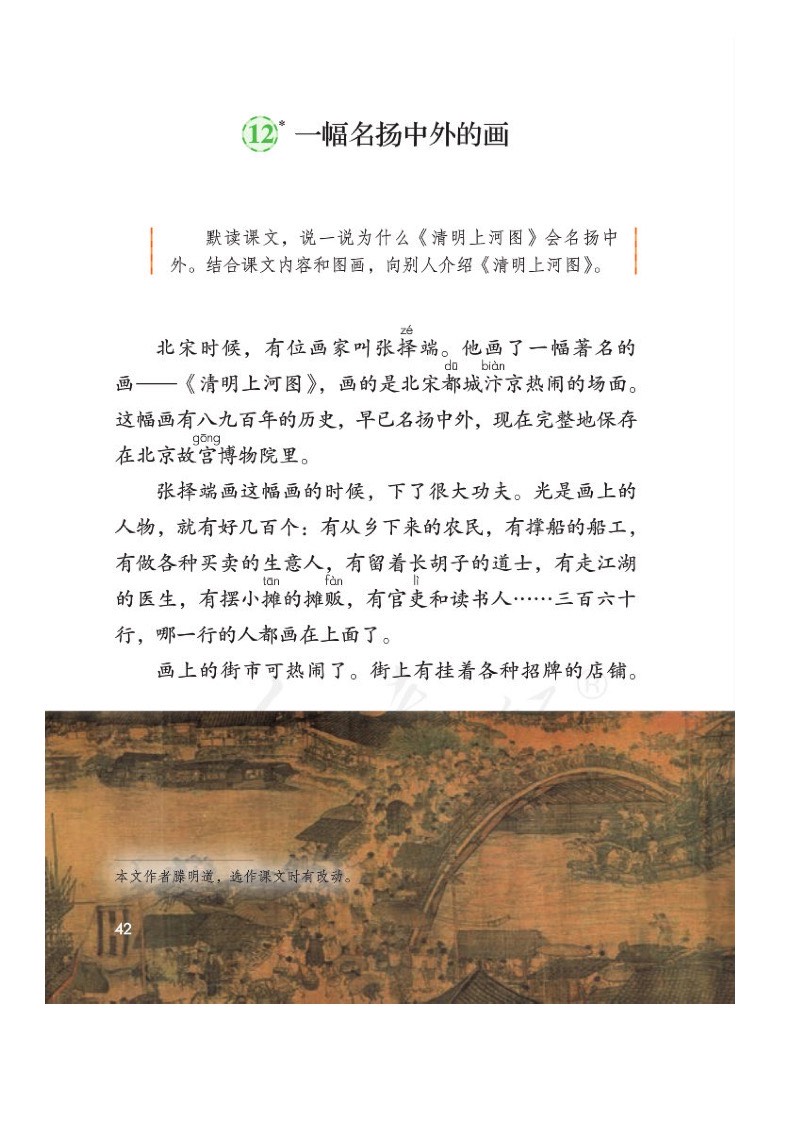 12* 一幅名扬中外的画
默读课文，说一说为什么《清明上河图》会名扬中
外。结合课文内容和图画，向别人介绍《清明上河图》。
zé
北宋时候，有位画家叫张择端。他画了一幅著名的
dū biàn
画——《清明上河图》，画的是北宋都城汴京热闹的场面。
这幅画有八九百年的历史，早已名扬中外，现在完整地保存
gōng
在北京故宫博物院里。
张择端画这幅画的时候，下了很大功夫。光是画上的
人物，就有好几百个：有从乡下来的农民，有撑船的船工，
有做各种买卖的生意人，有留着长胡子的道士，有走江湖
tān fàn lì
的医生，有摆小摊的摊贩，有官吏和读书人……三百六十
行，哪一行的人都画在上面了。
画上的街市可热闹了。街上有挂着各种招牌的店铺。
®
本文作者滕明道，选作课文时有改动。
42